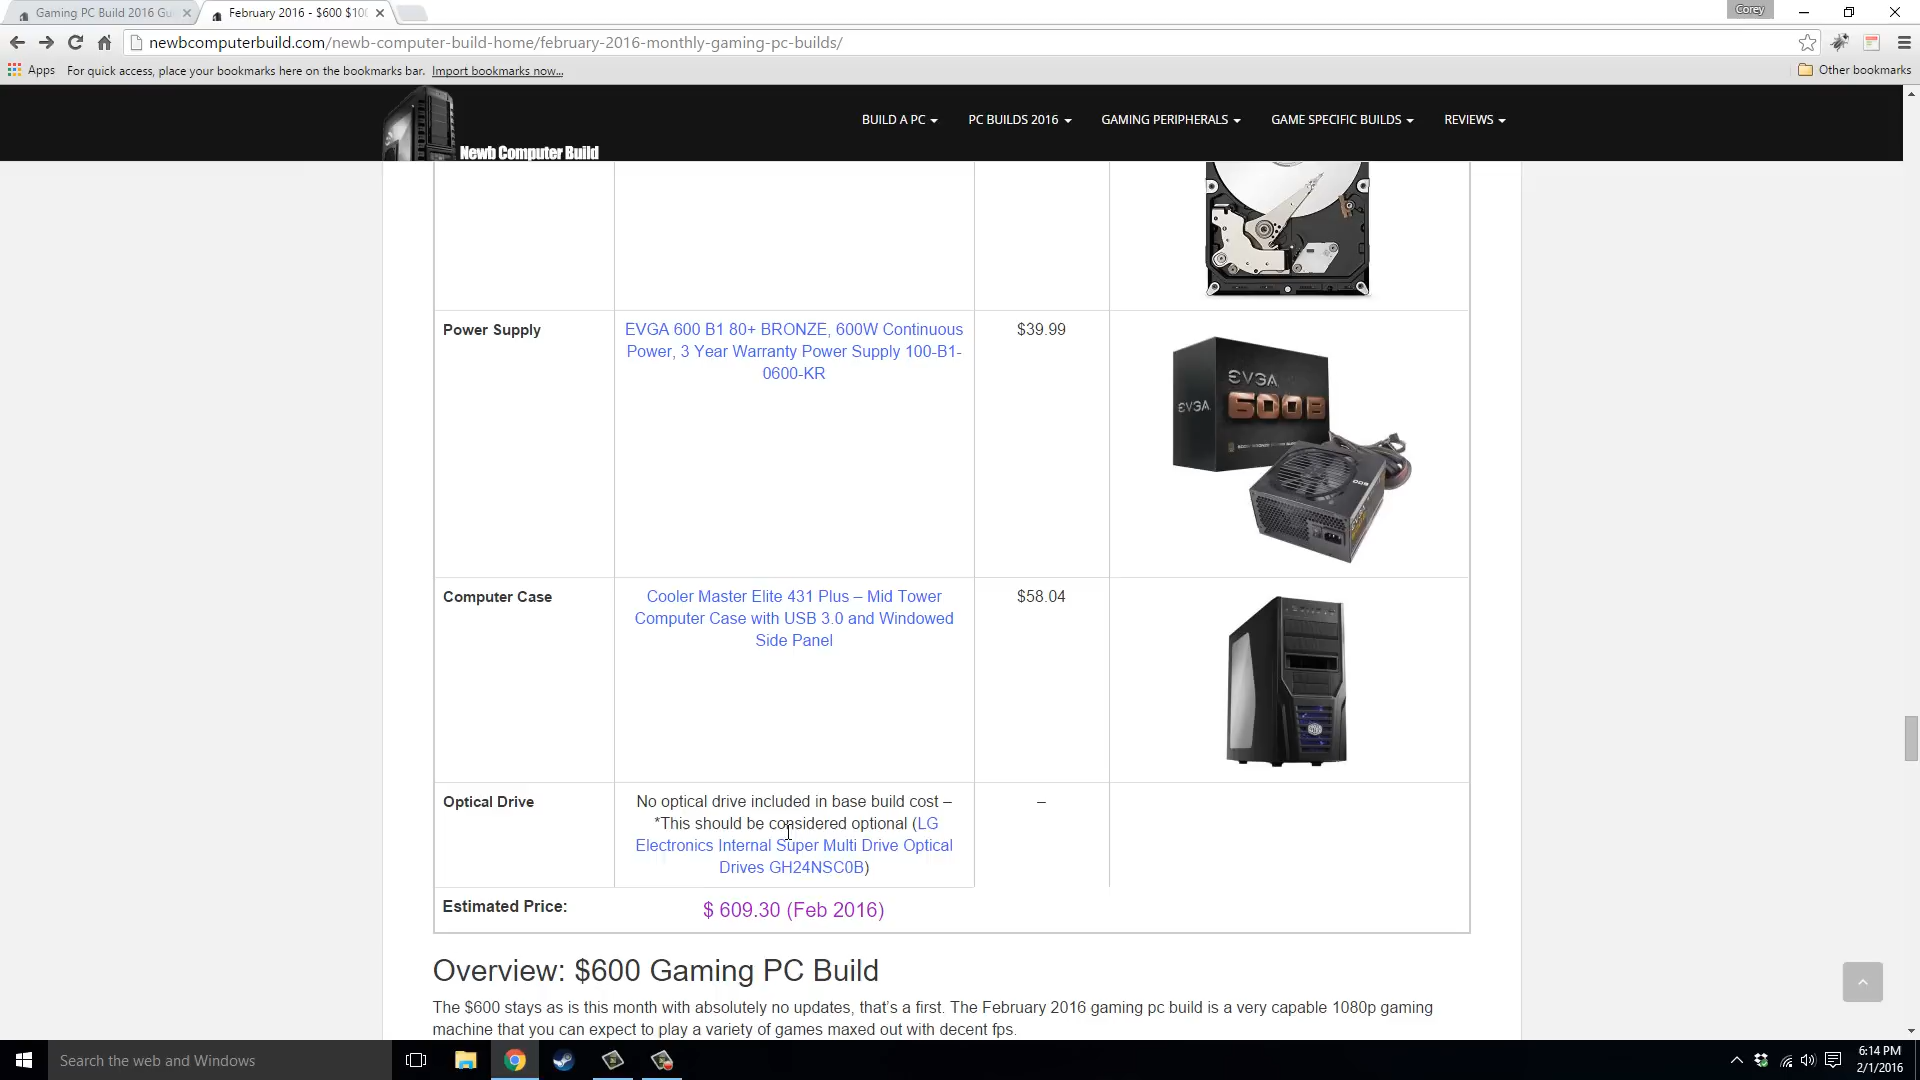 Gaming PC Build 2016 Gu
February 2016 - $600 $100
Corey
newbcomputerbuild.com/newb-computer-build-home/february-2016-monthly-gaming-pc-builds/
Apps
For quick access, place your bookmarks here on the bookmarks bar. Import bookmarks now...
Other bookmarks
Newb Computer Build
BUILD A PC
PC BUILDS 2016
GAMING PERIPHERALS
GAME SPECIFIC BUILDS
REVIEWS
Power Supply
EVGA 600 B1 80+ BRONZE, 600W Continuous
Power, 3 Year Warranty Power Supply 100-B1-
0600-KR
$39.99
EVGA
EVGA
600B
Computer Case
Cooler Master Elite 431 Plus – Mid Tower
Computer Case with USB 3.0 and Windowed
Side Panel
$58.04
Optical Drive
No optical drive included in base build cost –
*This should be considered optional (LG
Electronics Internal Super Multi Drive Optical
Drives GH24NSC0B)
–
Estimated Price:
$ 609.30 (Feb 2016)
Overview: $600 Gaming PC Build
The $600 stays as is this month with absolutely no updates, that's a first. The February 2016 gaming pc build is a very capable 1080p gaming
machine that you can expect to play a variety of games maxed out with decent fps.
Search the web and Windows
6:14 PM
2/1/2016